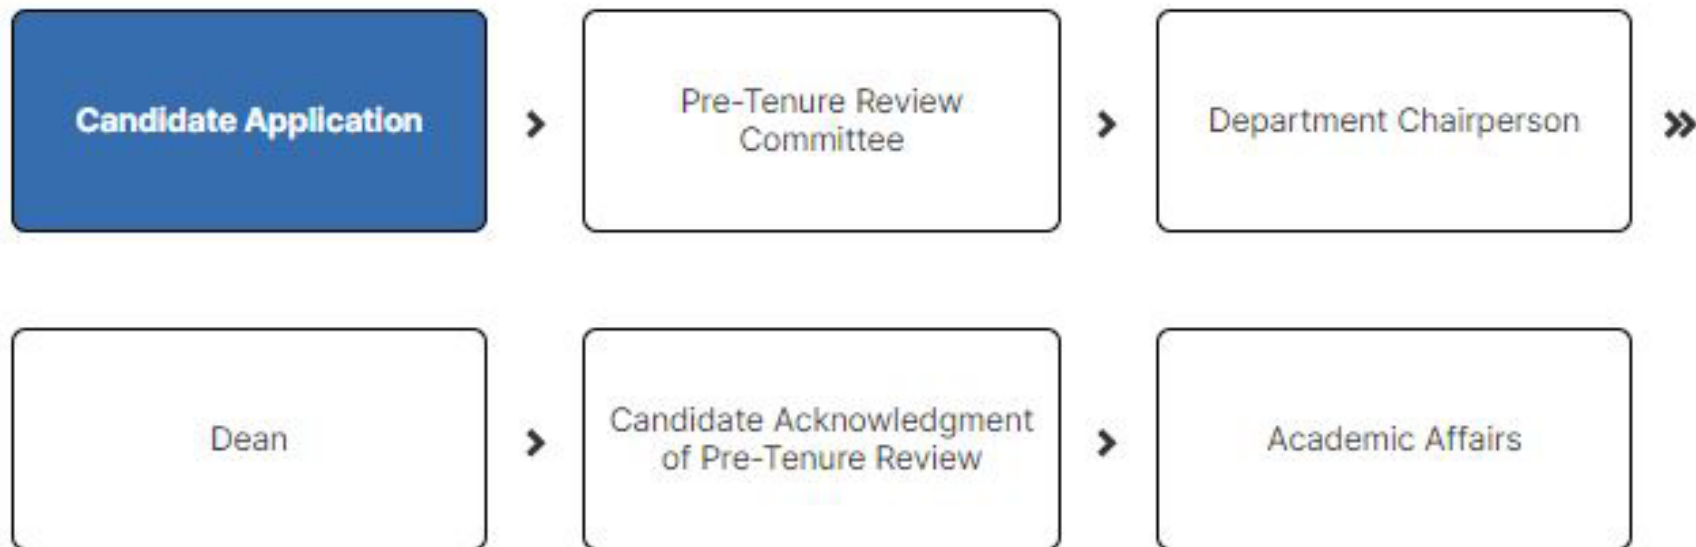 Candidate Application
Pre-Tenure Review
Committee
Department Chairperson
Dean
Candidate Acknowledgment
of Pre-Tenure Review
Academic Affairs